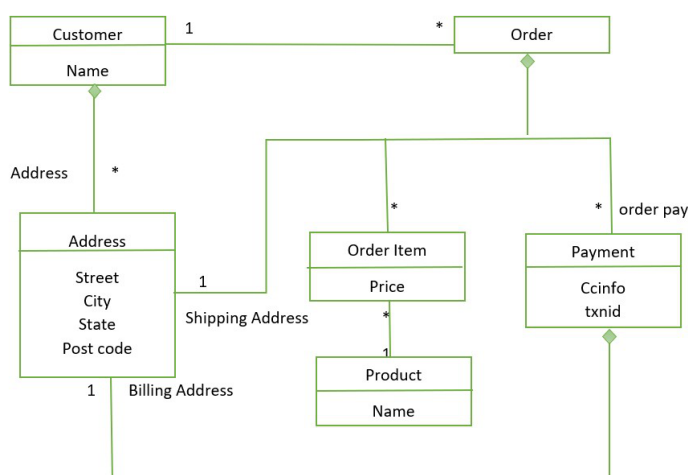 Customer
Name
1
*
Order
Address
*
Address
Street
City
State
Post code
1
Shipping Address
1
Billing Address
*
Order Item
Price
*
1
Product
Name
*
order pay
Payment
Ccinfo
txnid